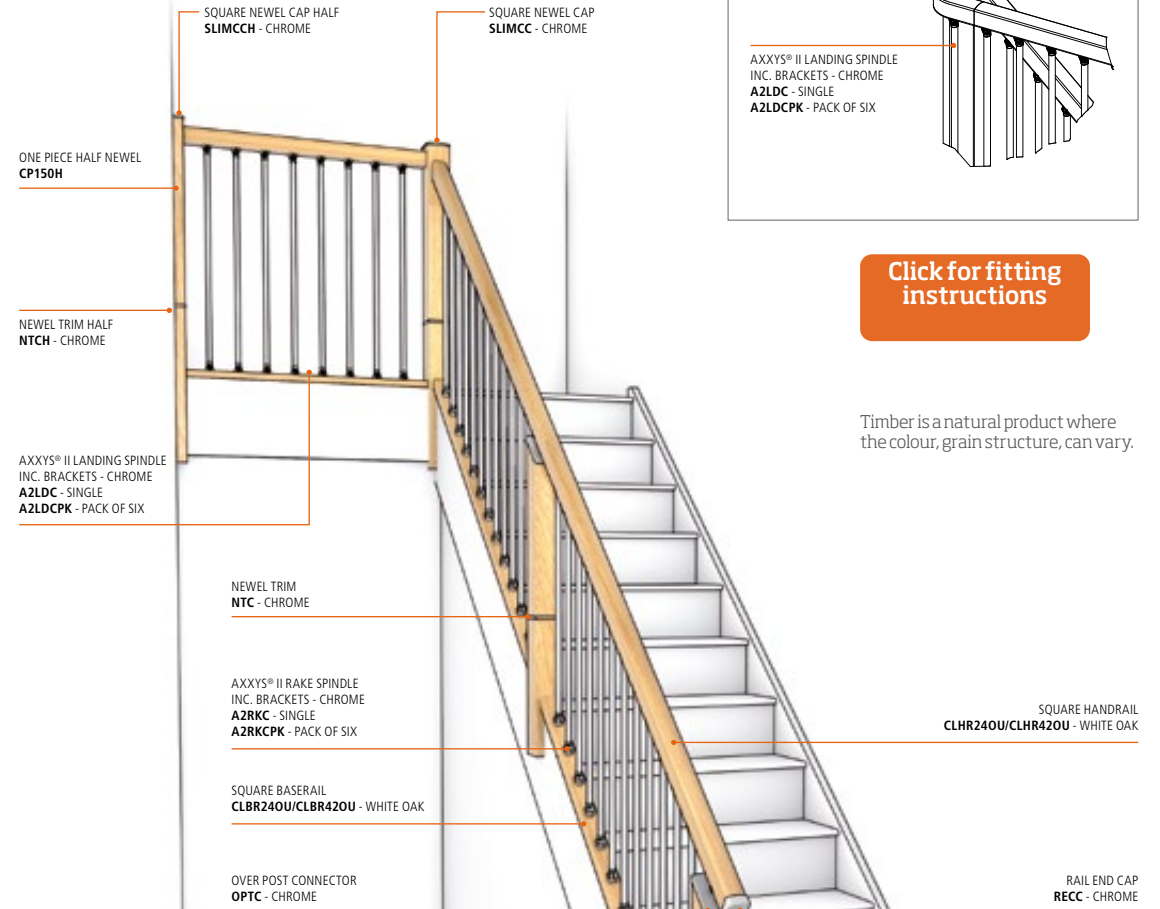 SQUARE NEWEL CAP HALF
SLIMCCH - CHROME
SQUARE NEWEL CAP
SLIMCC - CHROME
AXXYS® II LANDING SPINDLE
INC. BRACKETS - CHROME
A2LDC - SINGLE
A2LDCPK - PACK OF SIX
ONE PIECE HALF NEWEL
CP150H
Click for fitting
instructions
NEWEL TRIM HALF
NTCH - CHROME
Timber is a natural product where
the colour, grain structure, can vary.
AXXYS® II LANDING SPINDLE
INC. BRACKETS - CHROME
A2LDC - SINGLE
A2LDCPK - PACK OF SIX
NEWEL TRIM
NTC - CHROME
AXXYS® II RAKE SPINDLE
INC. BRACKETS - CHROME
A2RKC - SINGLE
A2RKCPK - PACK OF SIX
SQUARE HANDRAIL
CLHR24OU/CLHR42OU - WHITE OAK
SQUARE BASERAIL
CLBR24OU/CLBR42OU - WHITE OAK
OVER POST CONNECTOR
OPTC - CHROME
RAIL END CAP
RECC - CHROME